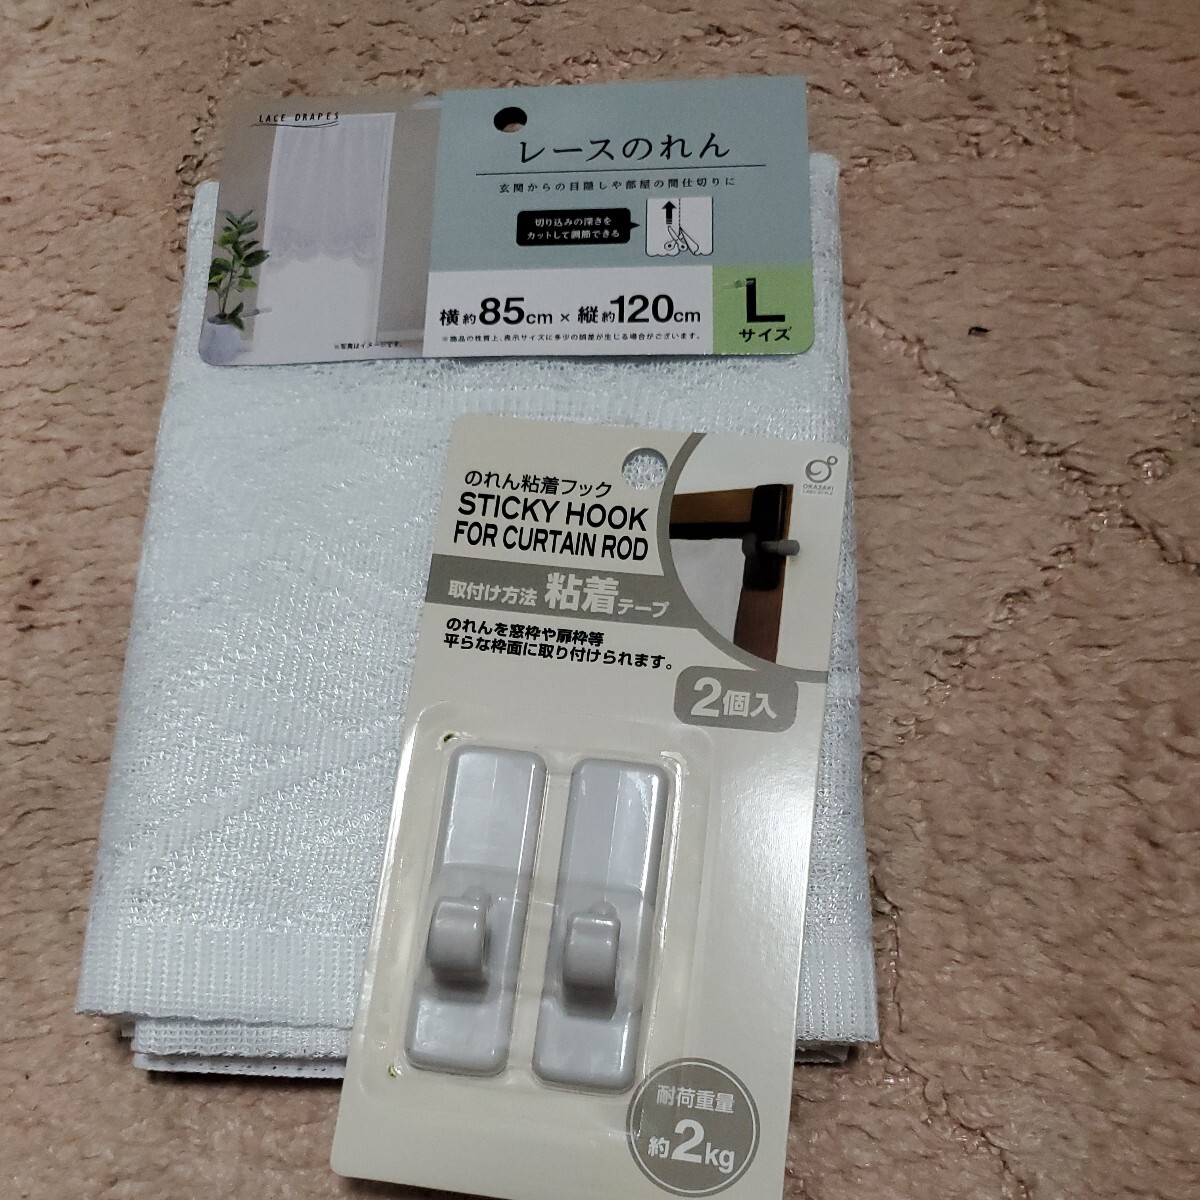 LACE DRAPES
レースのれん
玄関からの目隠しや部屋の間仕切りに
切り込みの深さを
カットして調節できる
横約85cm×縦約120cm
※商品の性質上、表示サイズに多少の誤差が生じる場合がございます。
L
サイズ
※写真はイメージです。
のれん粘着フック
STICKY HOOK
FOR CURTAIN ROD
OKAZAKI
取付け方法 粘着テープ
のれんを窓枠や扉枠等
平らな枠面に取り付けられます。
2個入
耐荷重量
約2kg